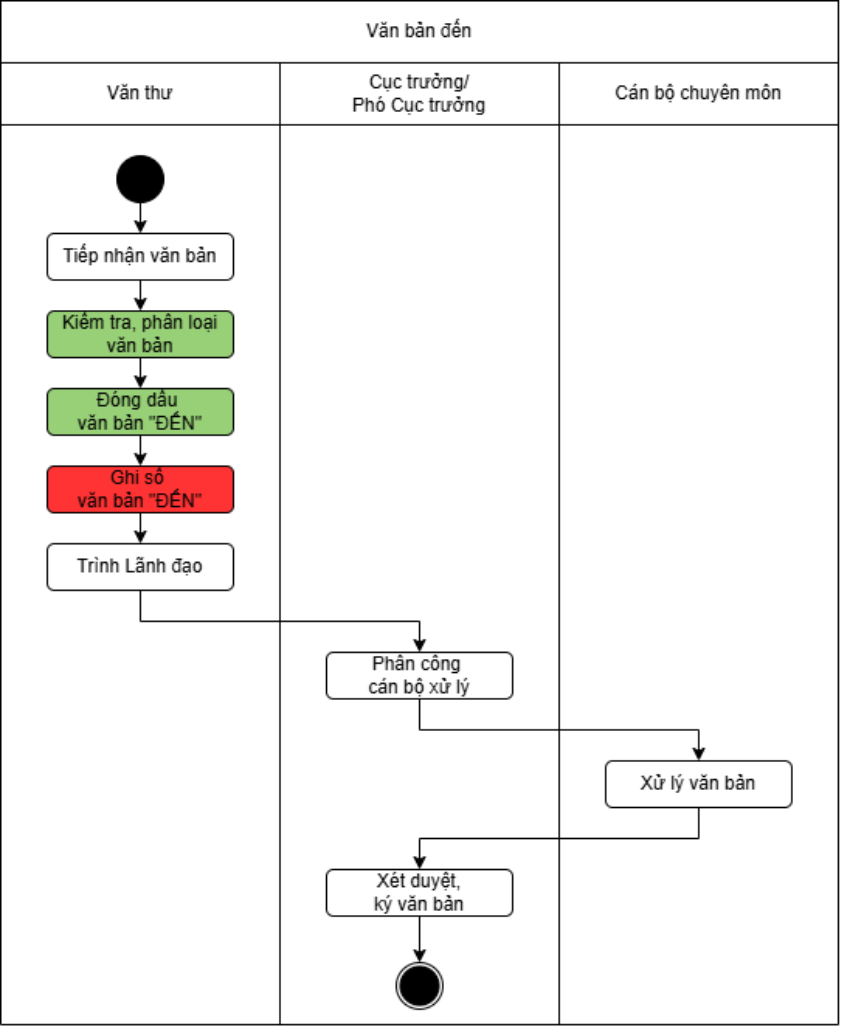 Văn bản đến
Văn thư
Cục trưởng/
Phó Cục trưởng
Cán bộ chuyên môn
Tiếp nhận văn bản
Kiểm tra, phân loại
văn bản
Đóng dấu
văn bản "ĐẾN"
Ghi sổ
văn bản "ĐẾN"
Trình Lãnh đạo
Phân công
cán bộ xử lý
Xử lý văn bản
Xét duyệt,
ký văn bản